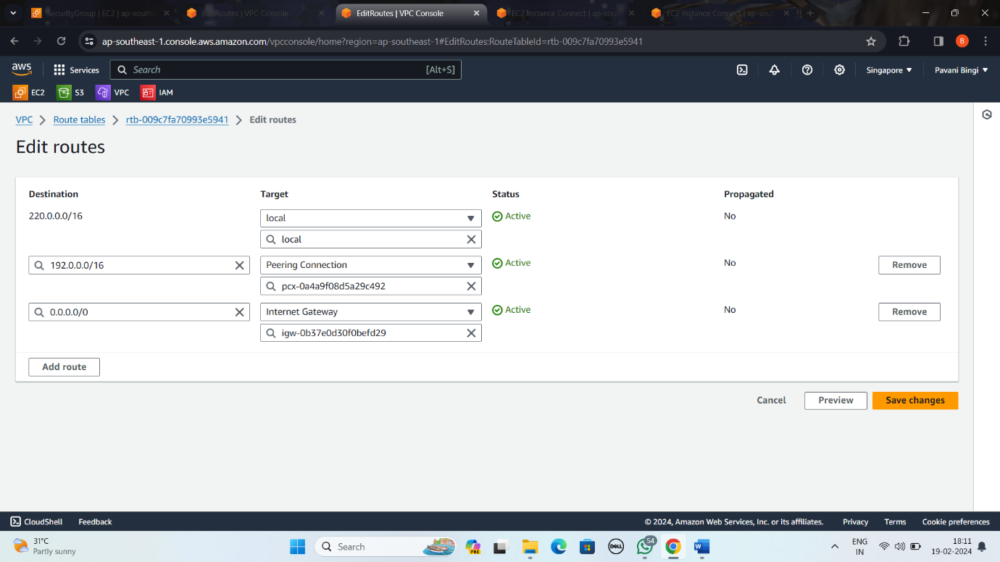 SecurityGroup | EC2 | ap-south
EditRoutes | VPC Console
EditRoutes | VPC Console
EC2 Instance Connect | ap-sou
EC2 Instance Connect | ap-sout
ap-southeast-1.console.aws.amazon.com/vpcconsole/home?region=ap-southeast-1#EditRoutes:RouteTableId=rtb-009c7fa70993e5941
B
aws
Services
Search
[Alt+S]
Singapore
Pavani Bingi
EC2
S3
VPC
IAM
VPC
Route tables
rtb-009c7fa70993e5941
Edit routes
Edit routes
Destination
Target
Status
Propagated
220.0.0.0/16
local
Active
No
local
192.0.0.0/16
Peering Connection
Active
No
Remove
pcx-0a4a9f08d5a29c492
0.0.0.0/0
Internet Gateway
Active
No
Remove
igw-0b37e0d30f0befd29
Add route
Cancel
Preview
Save changes
CloudShell
Feedback
© 2024, Amazon Web Services, Inc. or its affiliates.
Privacy
Terms
Cookie preferences
31°C
Partly sunny
Search
PRE
DELL
54
ENG
IN
18:11
19-02-2024